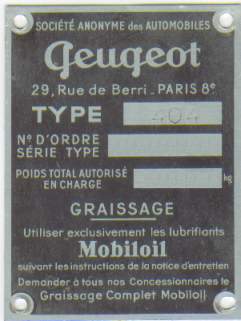 SOCIÉTÉ ANONYME des AUTOMOBILES
Peugeot
29, Rue de Berri - PARIS 8e
TYPE 404
N° D'ORDRE
SÉRIE TYPE
POIDS TOTAL AUTORISÉ
EN CHARGE kg
GRAISSAGE
Utiliser exclusivement les lubrifiants
Mobiloil
suivant les instructions de la notice d'entretien
Demander à tous nos Concessionnaires le
Graissage Complet Mobiloil